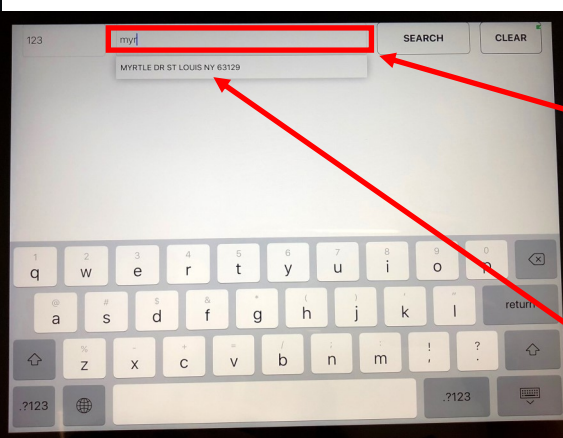 123 myr SEARCH CLEAR
MYRTLE DR ST LOUIS NY 63129
1 2 3 4 5 6 7 8 9 0
q w e r t y u i o p
@ # $ & * ( ) ' "
a s d f g h j k l return
% - + = / ; : ! ?
z x c v b n m , .
.?123 .?123